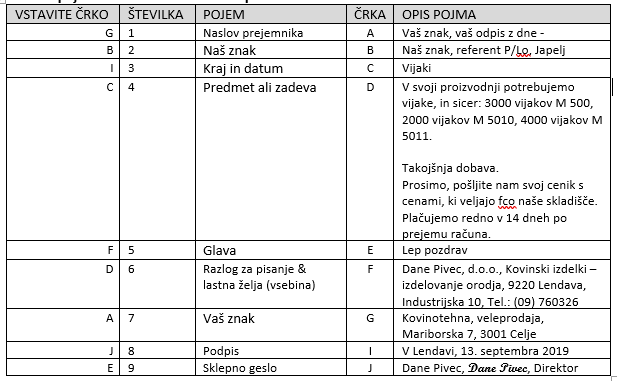 VSTAVITE ČRKO ŠTEVILKA POJEM ČRKA OPIS POJMA
G 1 Naslov prejemnika A Vaš znak, vaš odpis z dne -
B 2 Naš znak B Naš znak, referent P/Lo, Japelj
I 3 Kraj in datum C Vijaki
C 4 Predmet ali zadeva D V svoji proizvodnji potrebujemo
vijake, in sicer: 3000 vijakov M 500,
2000 vijakov M 5010, 4000 vijakov M
5011.
Takojšnja dobava.
Prosimo, pošljite nam svoj cenik s
cenami, ki veljajo fco naše skladišče.
Plačujemo redno v 14 dneh po
prejemu računa.
F 5 Glava E Lep pozdrav
D 6 Razlog za pisanje & F Dane Pivec, d.o.o., Kovinski izdelki –
lastna želja (vsebina) izdelovanje orodja, 9220 Lendava,
Industrijska 10, Tel.: (09) 760326
A 7 Vaš znak G Kovinotehna, veleprodaja,
Mariborska 7, 3001 Celje
J 8 Podpis I V Lendavi, 13. septembra 2019
E 9 Sklepno geslo J Dane Pivec, Dane Pivec, Direktor